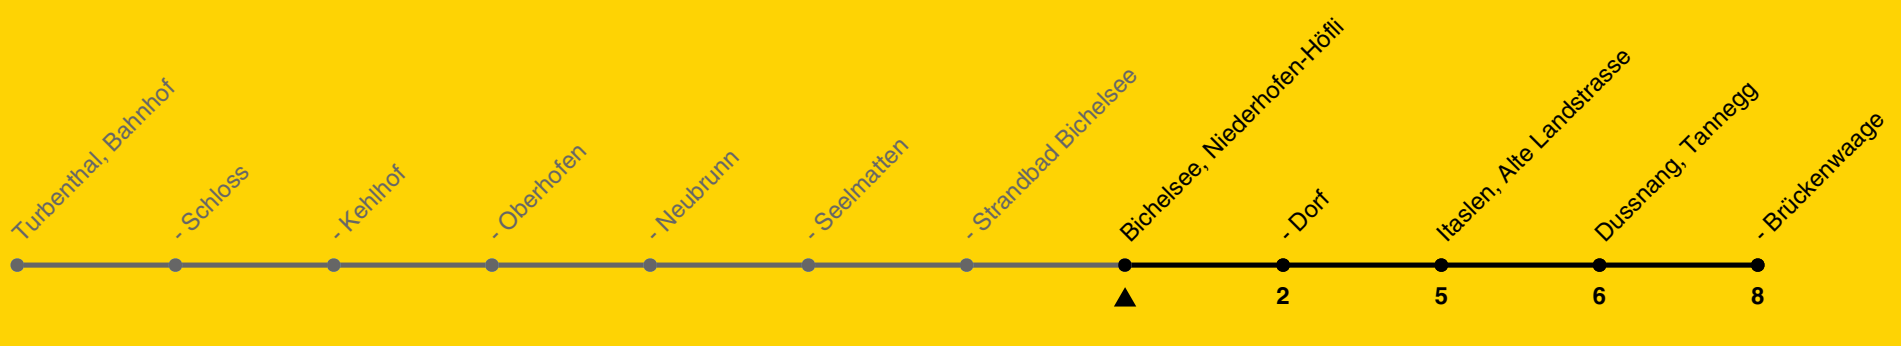 Turbenthal, Bahnhof
- Schloss
- Kehlhof
- Oberhofen
- Neubrunn
- Seelmatten
- Strandbad Bichelsee
Bichelsee, Niederhofen-Höfli
- Dorf
Itaslen, Alte Landstrasse
Dussnang, Tannegg
- Brückenwaage
2
5
6
8